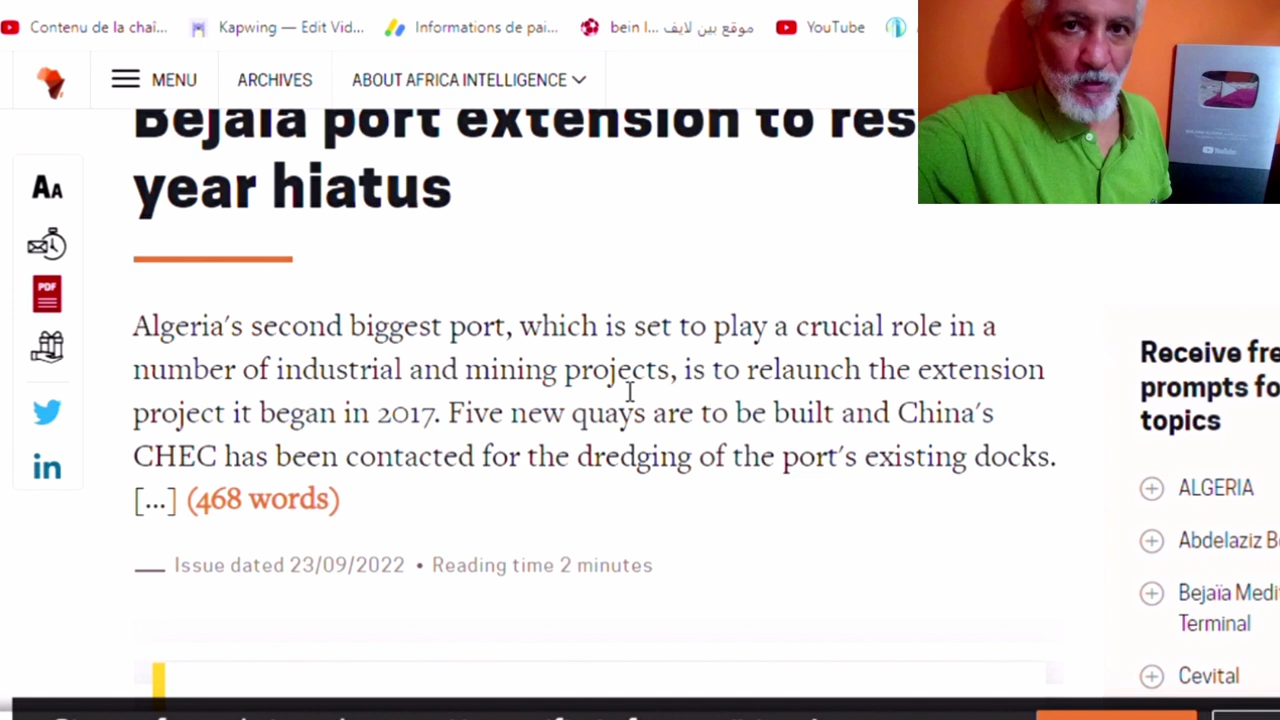 Contenu de la chaî... Kapwing — Edit Vid... Informations de pai... bein l... موقع بين لايف YouTube
MENU ARCHIVES ABOUT AFRICA INTELLIGENCE
Bejaïa port extension to res
year hiatus
AA
PDF
Algeria's second biggest port, which is set to play a crucial role in a
number of industrial and mining projects, is to relaunch the extension
project it began in 2017. Five new quays are to be built and China's
CHEC has been contacted for the dredging of the port's existing docks.
[...] (468 words)
Issue dated 23/09/2022 • Reading time 2 minutes
in
Receive fre
prompts fo
topics
ALGERIA
Abdelaziz B
Bejaïa Medi
Terminal
Cevital
YouTube